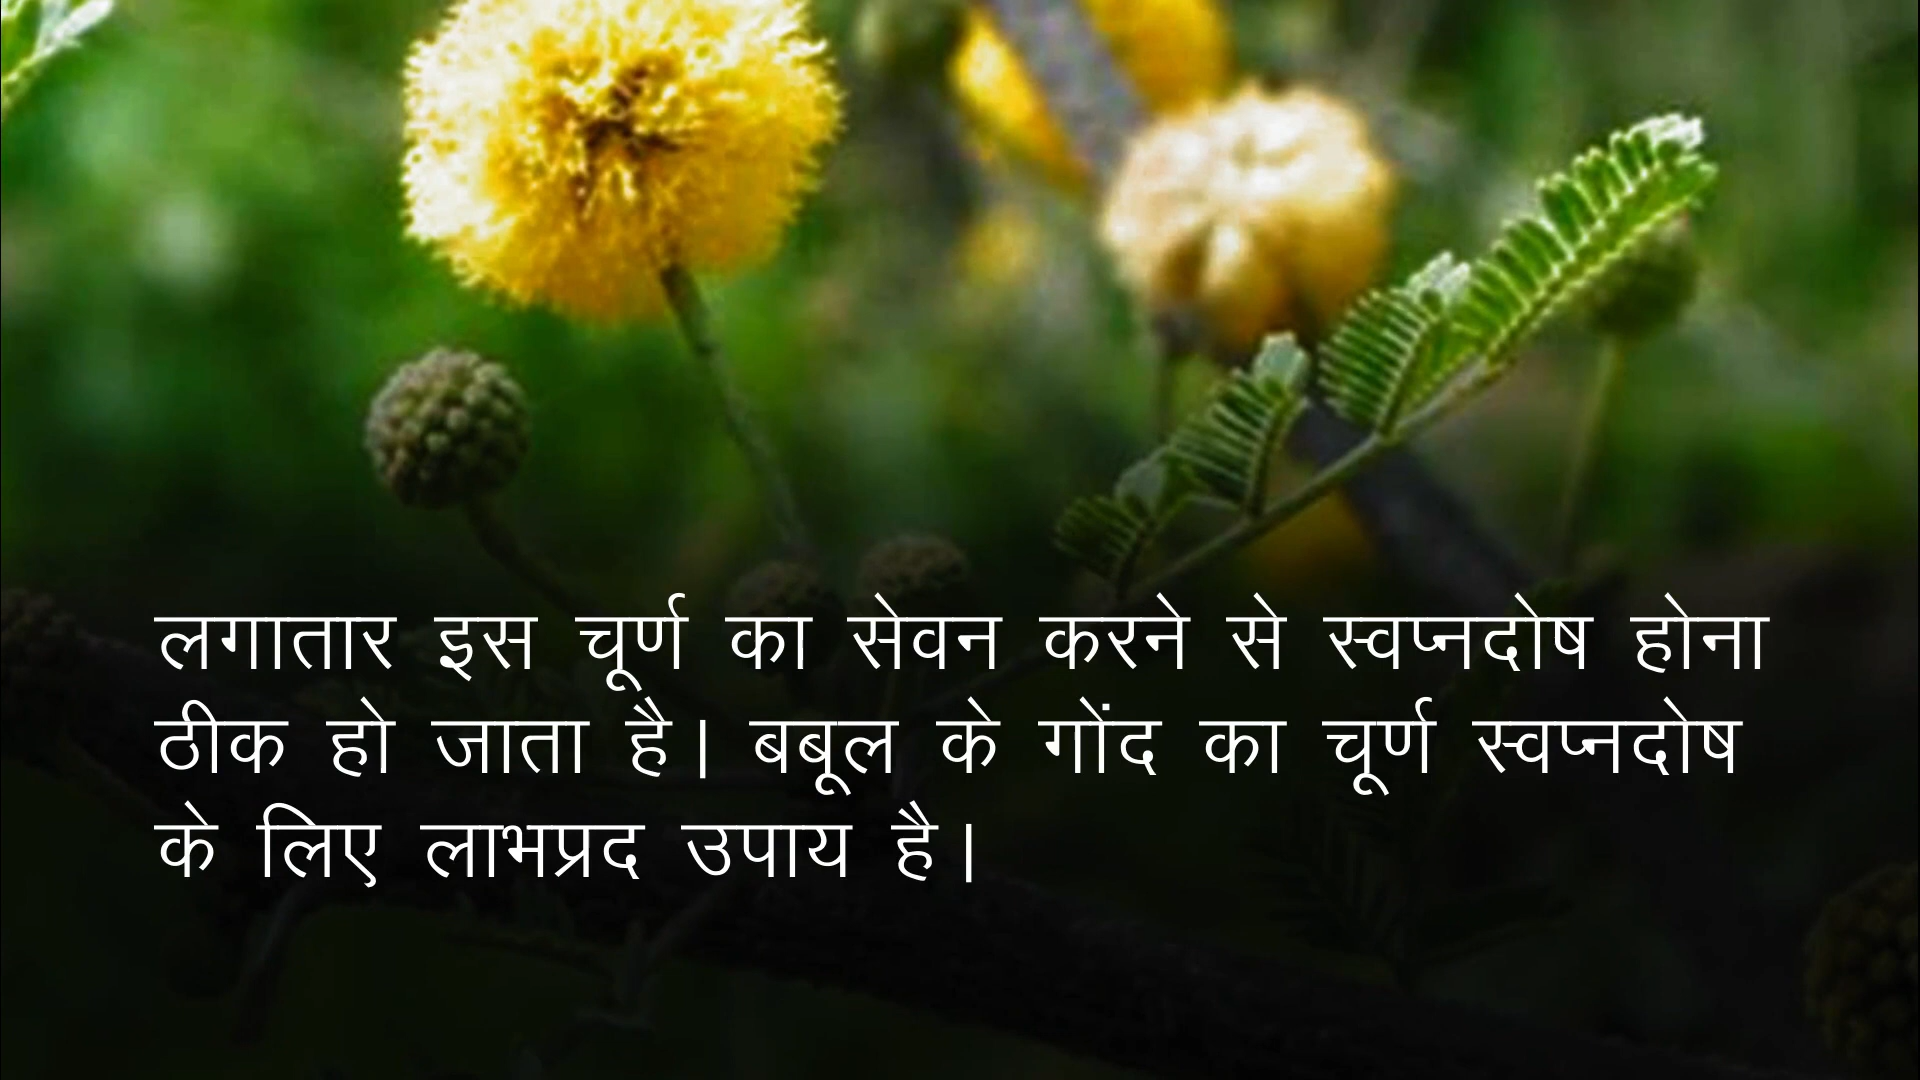 लगातार इस चूर्ण का सेवन करने से स्वप्नदोष होना
ठीक हो जाता है। बबूल के गोंद का चूर्ण स्वप्नदोष
के लिए लाभप्रद उपाय है।